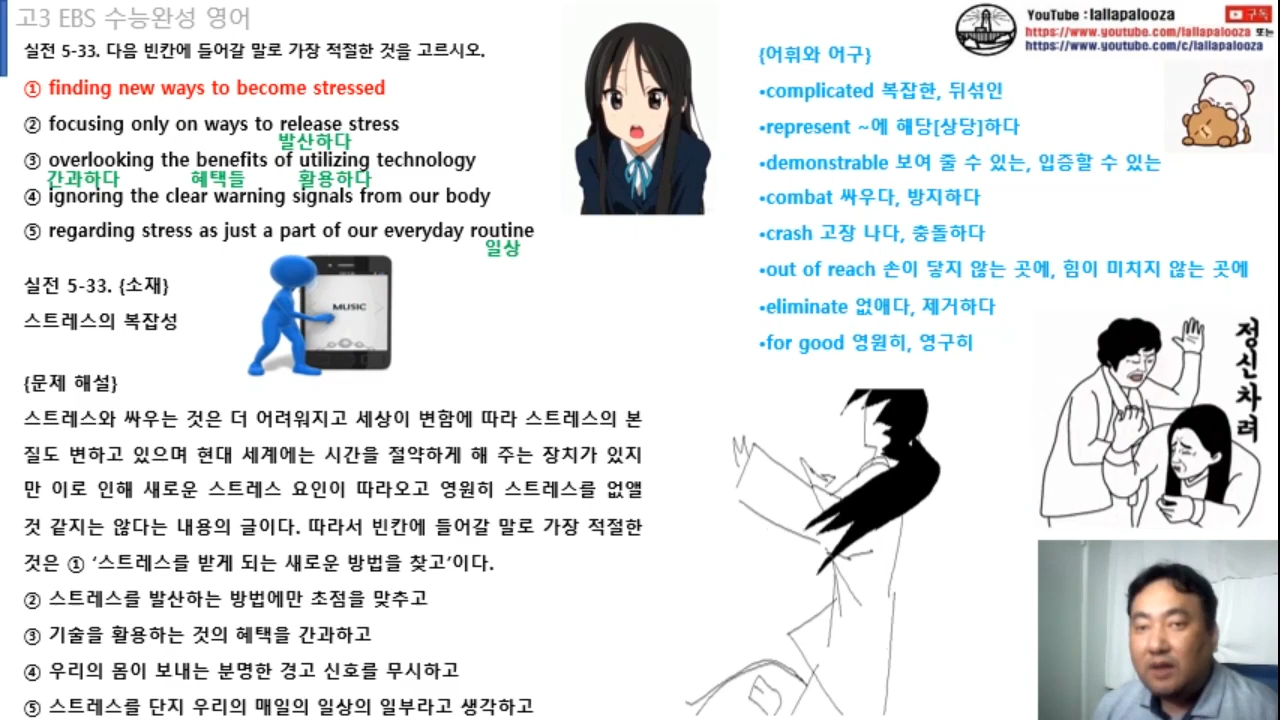 고3 EBS 수능완성 영어
실전 5-33. 다음 빈칸에 들어갈 말로 가장 적절한 것을 고르시오.
① finding new ways to become stressed
② focusing only on ways to release stress
발산하다
③ overlooking the benefits of utilizing technology
간과하다 혜택들 활용하다
④ ignoring the clear warning signals from our body
⑤ regarding stress as just a part of our everyday routine
일상
실전 5-33. {소재}
스트레스의 복잡성
MUSIC
{문제 해설}
스트레스와 싸우는 것은 더 어려워지고 세상이 변함에 따라 스트레스의 본
질도 변하고 있으며 현대 세계에는 시간을 절약하게 해 주는 장치가 있지
만 이로 인해 새로운 스트레스 요인이 따라오고 영원히 스트레스를 없앨
것 같지는 않다는 내용의 글이다. 따라서 빈칸에 들어갈 말로 가장 적절한
것은 ① ‘스트레스를 받게 되는 새로운 방법을 찾고’이다.
② 스트레스를 발산하는 방법에만 초점을 맞추고
③ 기술을 활용하는 것의 혜택을 간과하고
④ 우리의 몸이 보내는 분명한 경고 신호를 무시하고
⑤ 스트레스를 단지 우리의 매일의 일상의 일부라고 생각하고
{어휘와 어구}
•complicated 복잡한, 뒤섞인
•represent ~에 해당[상당]하다
•demonstrable 보여 줄 수 있는, 입증할 수 있는
•combat 싸우다, 방지하다
•crash 고장 나다, 충돌하다
•out of reach 손이 닿지 않는 곳에, 힘이 미치지 않는 곳에
•eliminate 없애다, 제거하다
•for good 영원히, 영구히
YouTube : lallapalooza 구독
https://www.youtube.com/lallapalooza 또는
https://www.youtube.com/c/lallapalooza
정신차려